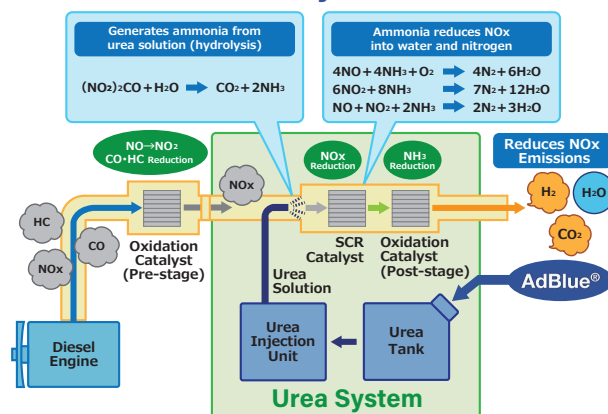 Generates ammonia from
urea solution (hydrolysis)
(NO₂)₂CO+H₂O → CO₂+2NH₃
Ammonia reduces NOx
into water and nitrogen
4NO+4NH₃+O₂ → 4N₂+6H₂O
6NO₂+8NH₃ → 7N₂+12H₂O
NO+NO₂+2NH₃ → 2N₂+3H₂O
NO→NO₂
CO•HC Reduction
NOx
NOx
Reduction
NH₃
Reduction
Reduces NOx
Emissions
H₂
H₂O
CO₂
HC
CO
NOx
Oxidation
Catalyst
(Pre-stage)
SCR
Catalyst
Oxidation
Catalyst
(Post-stage)
Urea
Solution
AdBlue®
Diesel
Engine
Urea
Injection
Unit
Urea
Tank
Urea System